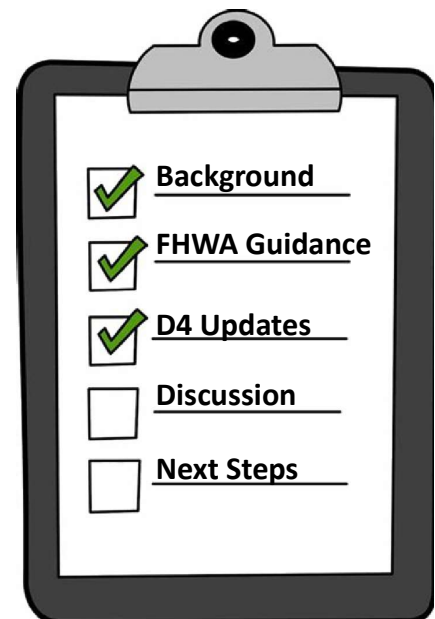 Background
FHWA Guidance
D4 Updates
Discussion
Next Steps